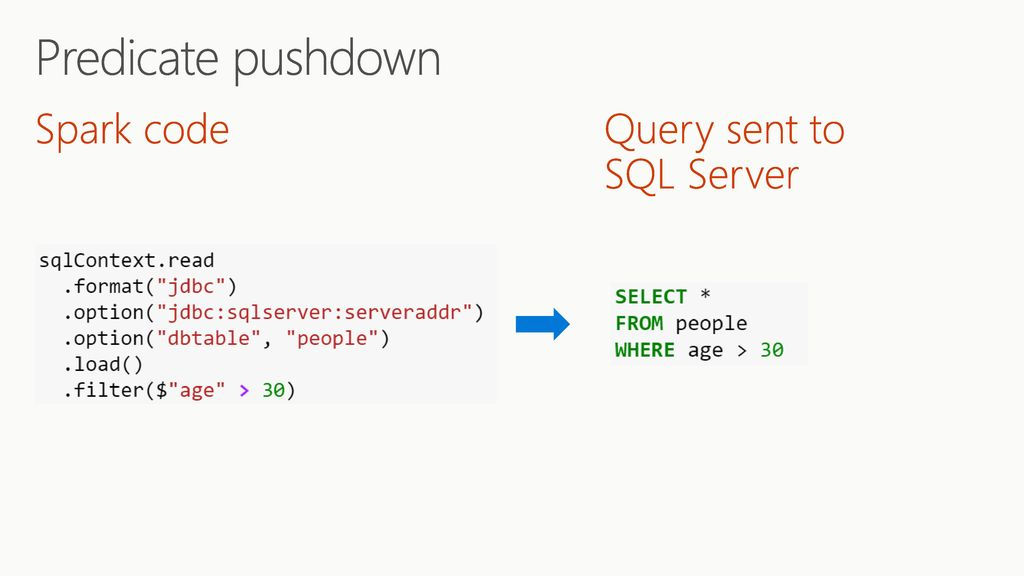 Predicate pushdown
Spark code
sqlContext.read
  .format("jdbc")
  .option("jdbc:sqlserver:serveraddr")
  .option("dbtable", "people")
  .load()
  .filter($"age" > 30)
Query sent to
SQL Server
SELECT *
FROM people
WHERE age > 30